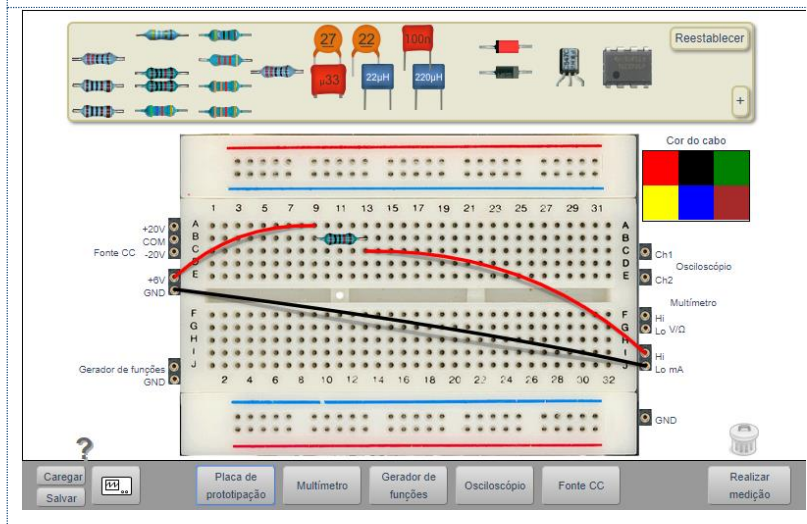 27
22
100n
µ33
22µH
220µH
Reestablecer
+
Cor do cabo
1 3 5 7 9 11 13 15 17 19 21 23 25 27 29 31
A
B
C
D
E
A
B
C
D
E
+20V
COM
-20V
Fonte CC
+6V
GND
Ch1
Osciloscópio
Ch2
Multímetro
Hi
Lo V/Ω
Hi
Lo mA
F
G
H
I
J
F
G
H
I
J
Gerador de funções
GND
2 4 6 8 10 12 14 16 18 20 22 24 26 28 30 32
GND
?
Caregar
Salvar
Placa de
prototipação
Multímetro
Gerador de
funções
Osciloscópio
Fonte CC
Realizar
medição